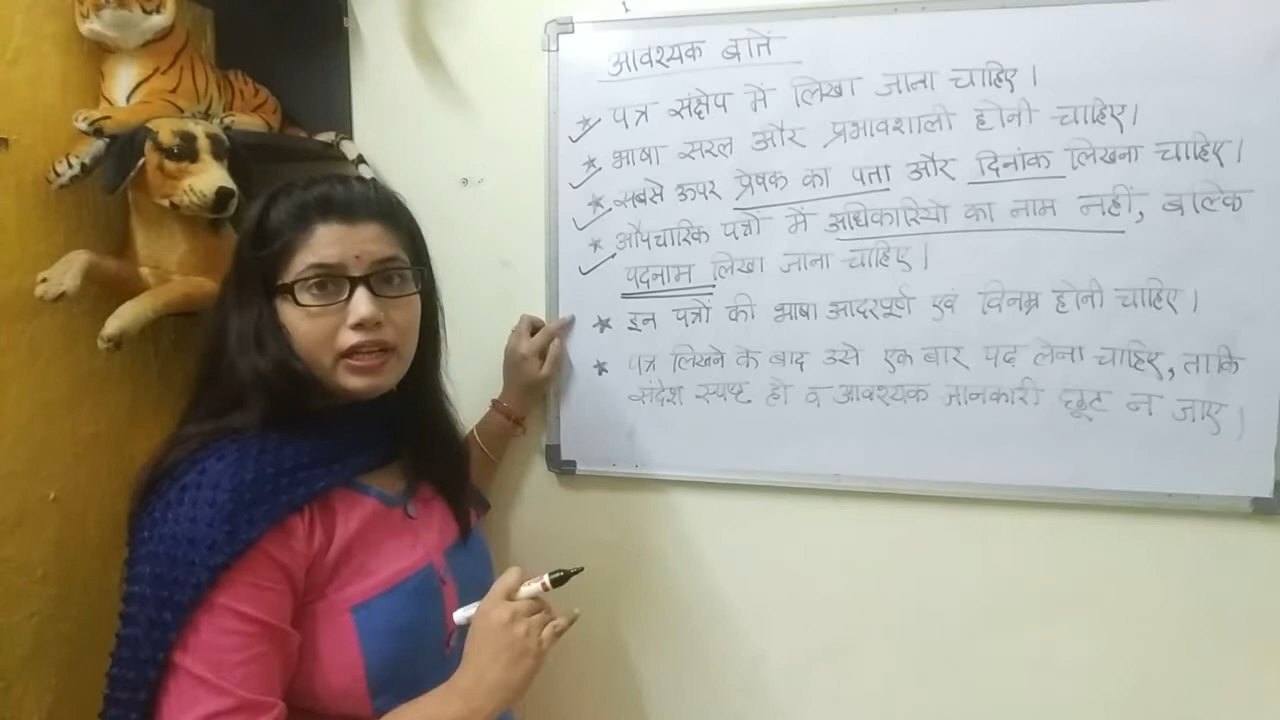 आवश्यक बातें
* पत्र संक्षेप में लिखा जाना चाहिए।
* भाषा सरल और प्रभावशाली होनी चाहिए।
* सबसे ऊपर प्रेषक का पता और दिनांक लिखना चाहिए।
* औपचारिक पत्रों में अधिकारियों का नाम नहीं, बल्कि
पदनाम लिखा जाना चाहिए।
* इन पत्रों की भाषा आदरपूर्ण एवं विनम्र होनी चाहिए।
* पत्र लिखने के बाद उसे एक बार पढ़ लेना चाहिए, ताकि
संदेश स्पष्ट हो व आवश्यक जानकारी छूट न जाए।